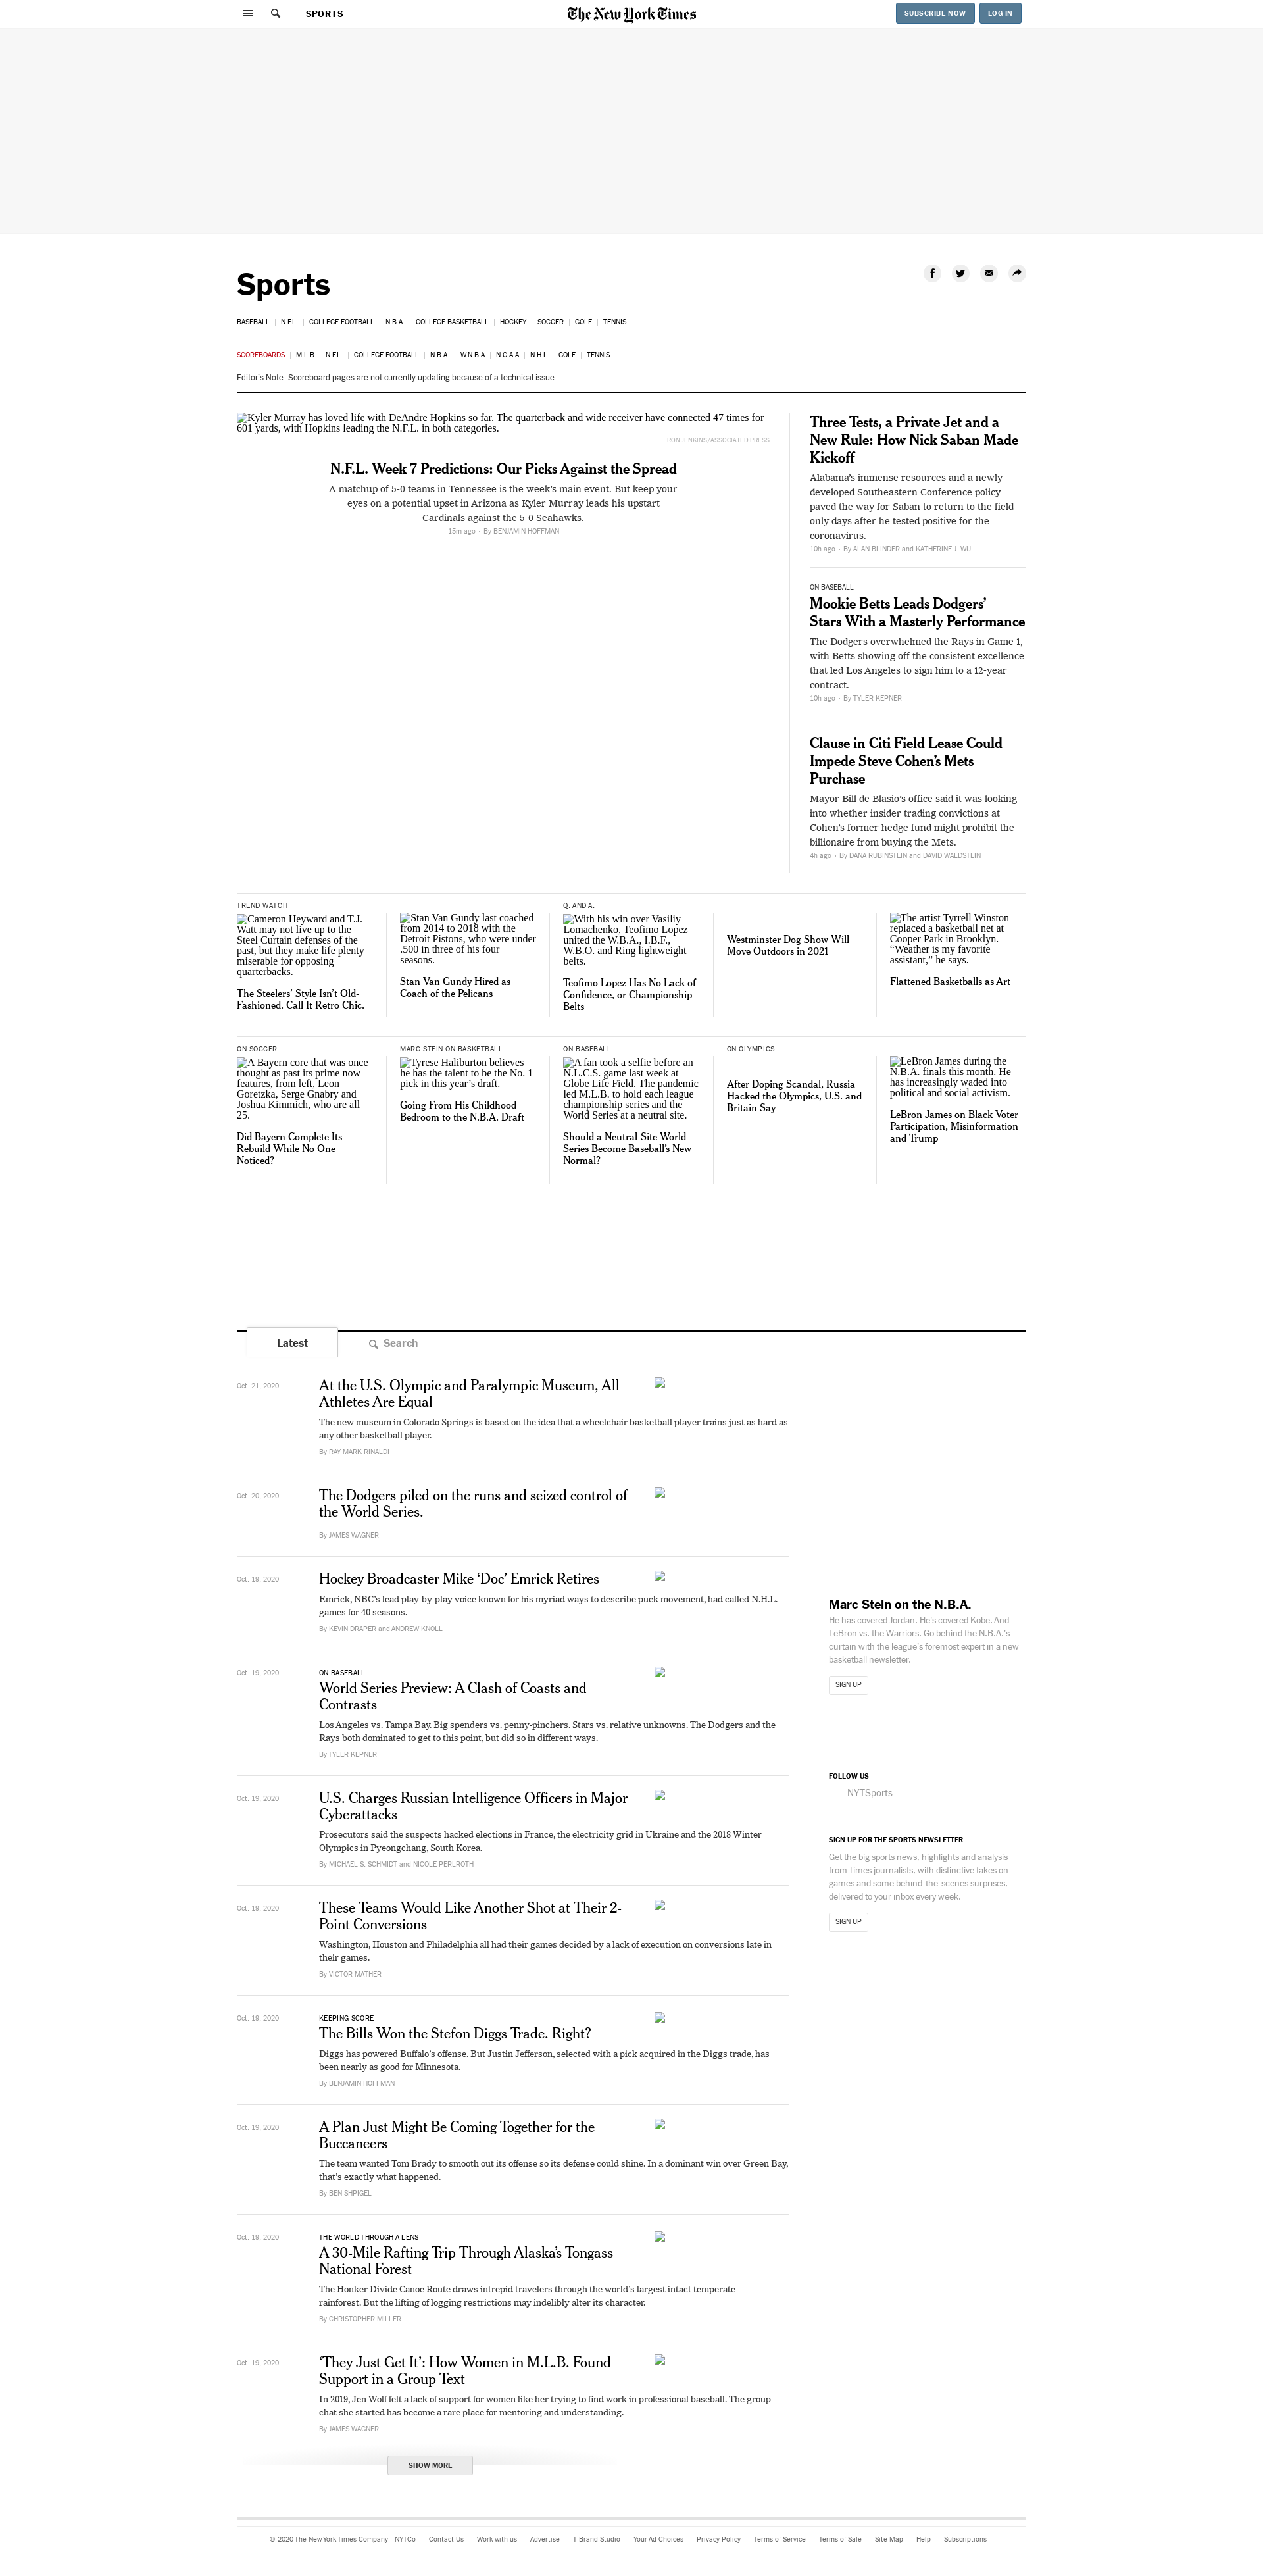 SPORTS
The New York Times
SUBSCRIBE NOW
LOG IN
Sports
BASEBALL
N.F.L.
COLLEGE FOOTBALL
N.B.A.
COLLEGE BASKETBALL
HOCKEY
SOCCER
GOLF
TENNIS
SCOREBOARDS
M.L.B
N.F.L.
COLLEGE FOOTBALL
N.B.A.
W.N.B.A
N.C.A.A
N.H.L
GOLF
TENNIS
Editor's Note: Scoreboard pages are not currently updating because of a technical issue.
Kyler Murray has loved life with DeAndre Hopkins so far. The quarterback and wide receiver have connected 47 times for
601 yards, with Hopkins leading the N.F.L. in both categories.
RON JENKINS/ASSOCIATED PRESS
N.F.L. Week 7 Predictions: Our Picks Against the Spread
A matchup of 5-0 teams in Tennessee is the week's main event. But keep your
eyes on a potential upset in Arizona as Kyler Murray leads his upstart
Cardinals against the 5-0 Seahawks.
15m ago · By BENJAMIN HOFFMAN
Three Tests, a Private Jet and a
New Rule: How Nick Saban Made
Kickoff
Alabama's immense resources and a newly
developed Southeastern Conference policy
paved the way for Saban to return to the field
only days after he tested positive for the
coronavirus.
10h ago · By ALAN BLINDER and KATHERINE J. WU
ON BASEBALL
Mookie Betts Leads Dodgers'
Stars With a Masterly Performance
The Dodgers overwhelmed the Rays in Game 1,
with Betts showing off the consistent excellence
that led Los Angeles to sign him to a 12-year
contract.
10h ago · By TYLER KEPNER
Clause in Citi Field Lease Could
Impede Steve Cohen's Mets
Purchase
Mayor Bill de Blasio's office said it was looking
into whether insider trading convictions at
Cohen's former hedge fund might prohibit the
billionaire from buying the Mets.
4h ago · By DANA RUBINSTEIN and DAVID WALDSTEIN
TREND WATCH
Cameron Heyward and T.J.
Watt may not live up to the
Steel Curtain defenses of the
past, but they make life plenty
miserable for opposing
quarterbacks.
The Steelers' Style Isn't Old-
Fashioned. Call It Retro Chic.
Stan Van Gundy last coached
from 2014 to 2018 with the
Detroit Pistons, who were under
.500 in three of his four
seasons.
Stan Van Gundy Hired as
Coach of the Pelicans
Q. AND A.
With his win over Vasiliy
Lomachenko, Teofimo Lopez
united the W.B.A., I.B.F.,
W.B.O. and Ring lightweight
belts.
Teofimo Lopez Has No Lack of
Confidence, or Championship
Belts
Westminster Dog Show Will
Move Outdoors in 2021
The artist Tyrrell Winston
replaced a basketball net at
Cooper Park in Brooklyn.
“Weather is my favorite
assistant,” he says.
Flattened Basketballs as Art
ON SOCCER
A Bayern core that was once
thought as past its prime now
features, from left, Leon
Goretzka, Serge Gnabry and
Joshua Kimmich, who are all
25.
Did Bayern Complete Its
Rebuild While No One
Noticed?
MARC STEIN ON BASKETBALL
Tyrese Haliburton believes
he has the talent to be the No. 1
pick in this year's draft.
Going From His Childhood
Bedroom to the N.B.A. Draft
ON BASEBALL
A fan took a selfie before an
N.L.C.S. game last week at
Globe Life Field. The pandemic
led M.L.B. to hold each league
championship series and the
World Series at a neutral site.
Should a Neutral-Site World
Series Become Baseball's New
Normal?
ON OLYMPICS
After Doping Scandal, Russia
Hacked the Olympics, U.S. and
Britain Say
LeBron James during the
N.B.A. finals this month. He
has increasingly waded into
political and social activism.
LeBron James on Black Voter
Participation, Misinformation
and Trump
Latest
Search
Oct. 21, 2020
At the U.S. Olympic and Paralympic Museum, All
Athletes Are Equal
The new museum in Colorado Springs is based on the idea that a wheelchair basketball player trains just as hard as
any other basketball player.
By RAY MARK RINALDI
Oct. 20, 2020
The Dodgers piled on the runs and seized control of
the World Series.
By JAMES WAGNER
Oct. 19, 2020
Hockey Broadcaster Mike ‘Doc’ Emrick Retires
Emrick, NBC's lead play-by-play voice known for his myriad ways to describe puck movement, had called N.H.L.
games for 40 seasons.
By KEVIN DRAPER and ANDREW KNOLL
Oct. 19, 2020
ON BASEBALL
World Series Preview: A Clash of Coasts and
Contrasts
Los Angeles vs. Tampa Bay. Big spenders vs. penny-pinchers. Stars vs. relative unknowns. The Dodgers and the
Rays both dominated to get to this point, but did so in different ways.
By TYLER KEPNER
Oct. 19, 2020
U.S. Charges Russian Intelligence Officers in Major
Cyberattacks
Prosecutors said the suspects hacked elections in France, the electricity grid in Ukraine and the 2018 Winter
Olympics in Pyeongchang, South Korea.
By MICHAEL S. SCHMIDT and NICOLE PERLROTH
Oct. 19, 2020
These Teams Would Like Another Shot at Their 2-
Point Conversions
Washington, Houston and Philadelphia all had their games decided by a lack of execution on conversions late in
their games.
By VICTOR MATHER
Oct. 19, 2020
KEEPING SCORE
The Bills Won the Stefon Diggs Trade. Right?
Diggs has powered Buffalo's offense. But Justin Jefferson, selected with a pick acquired in the Diggs trade, has
been nearly as good for Minnesota.
By BENJAMIN HOFFMAN
Oct. 19, 2020
A Plan Just Might Be Coming Together for the
Buccaneers
The team wanted Tom Brady to smooth out its offense so its defense could shine. In a dominant win over Green Bay,
that's exactly what happened.
By BEN SHPIGEL
Oct. 19, 2020
THE WORLD THROUGH A LENS
A 30-Mile Rafting Trip Through Alaska's Tongass
National Forest
The Honker Divide Canoe Route draws intrepid travelers through the world's largest intact temperate
rainforest. But the lifting of logging restrictions may indelibly alter its character.
By CHRISTOPHER MILLER
Oct. 19, 2020
‘They Just Get It’: How Women in M.L.B. Found
Support in a Group Text
In 2019, Jen Wolf felt a lack of support for women like her trying to find work in professional baseball. The group
chat she started has become a rare place for mentoring and understanding.
By JAMES WAGNER
SHOW MORE
Marc Stein on the N.B.A.
He has covered Jordan. He's covered Kobe. And
LeBron vs. the Warriors. Go behind the N.B.A.'s
curtain with the league's foremost expert in a new
basketball newsletter.
SIGN UP
FOLLOW US
NYTSports
SIGN UP FOR THE SPORTS NEWSLETTER
Get the big sports news, highlights and analysis
from Times journalists, with distinctive takes on
games and some behind-the-scenes surprises,
delivered to your inbox every week.
SIGN UP
© 2020 The New York Times Company
NYTCo
Contact Us
Work with us
Advertise
T Brand Studio
Your Ad Choices
Privacy Policy
Terms of Service
Terms of Sale
Site Map
Help
Subscriptions